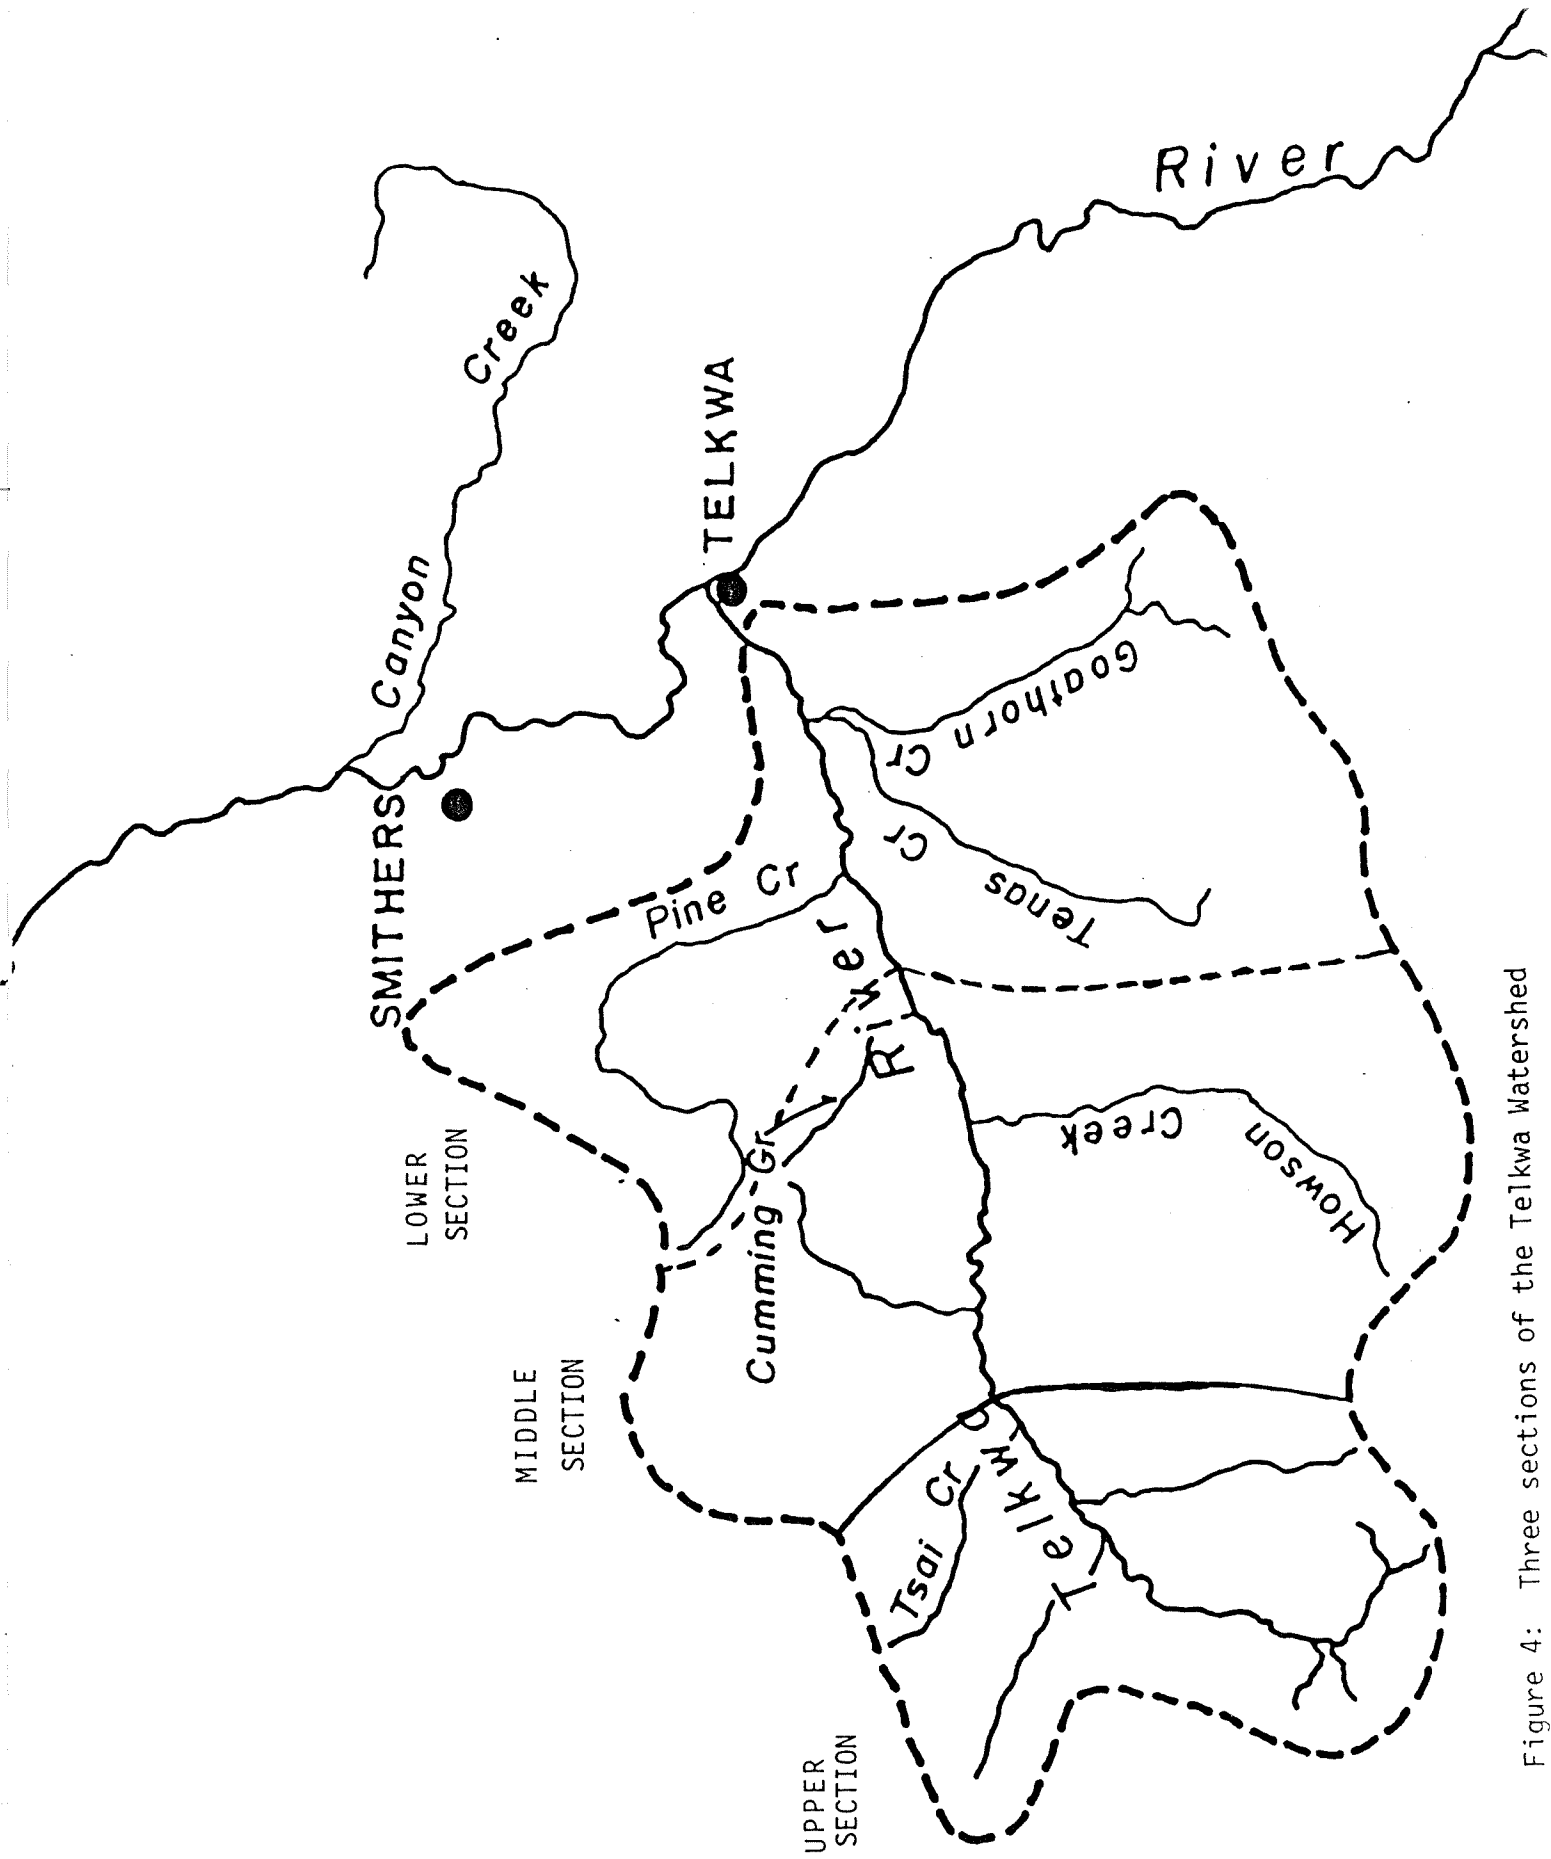 Canyon Creek
SMITHERS
TELKWA
River
LOWER
SECTION
Pine Cr
MIDDLE
SECTION
Cumming Gr
Goathorn Cr
Tenas Cr
Telkwa River
Howson Creek
UPPER
SECTION
Tsai Cr
Figure 4: Three sections of the Telkwa Watershed